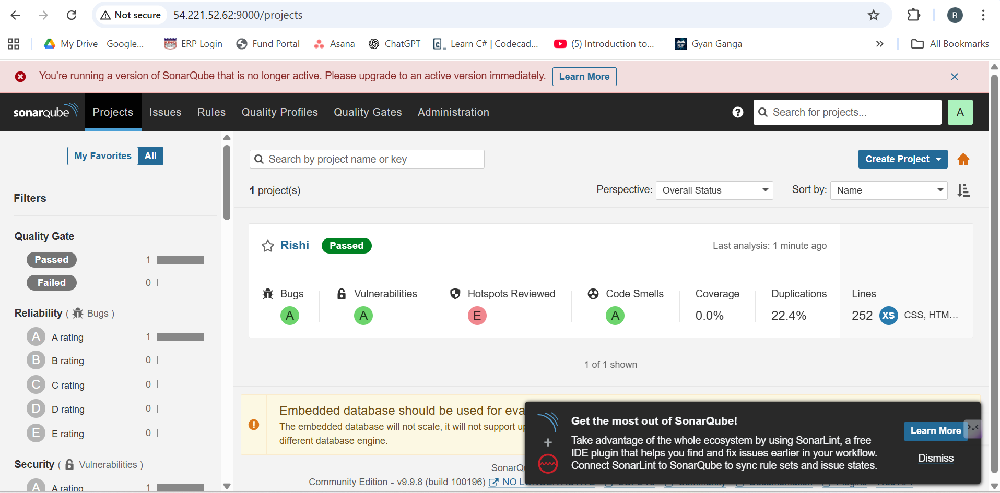 Not secure 54.221.52.62:9000/projects R
My Drive - Google... ERP Login Fund Portal Asana ChatGPT Learn C# | Codecad... (5) Introduction to... Gyan Ganga » All Bookmarks
You're running a version of SonarQube that is no longer active. Please upgrade to an active version immediately. Learn More
sonarqube Projects Issues Rules Quality Profiles Quality Gates Administration ? Search for projects... A
My Favorites All
Search by project name or key Create Project
1 project(s) Perspective: Overall Status Sort by: Name
Filters
Quality Gate
Passed 1
Failed 0
Reliability ( Bugs )
A A rating 1
B B rating 0
C C rating 0
D D rating 0
E E rating 0
Security ( Vulnerabilities )
A A rating 1
Rishi Passed Last analysis: 1 minute ago
Bugs Vulnerabilities Hotspots Reviewed Code Smells Coverage Duplications Lines
A A E A 0.0% 22.4% 252 XS CSS, HTM...
1 of 1 shown
Embedded database should be used for eva
The embedded database will not scale, it will not support up
different database engine.
SonarQ
Community Edition - v9.9.8 (build 100196) NO
Get the most out of SonarQube!
Take advantage of the whole ecosystem by using SonarLint, a free
IDE plugin that helps you find and fix issues earlier in your workflow.
Connect SonarLint to SonarQube to sync rule sets and issue states.
Learn More
Dismiss